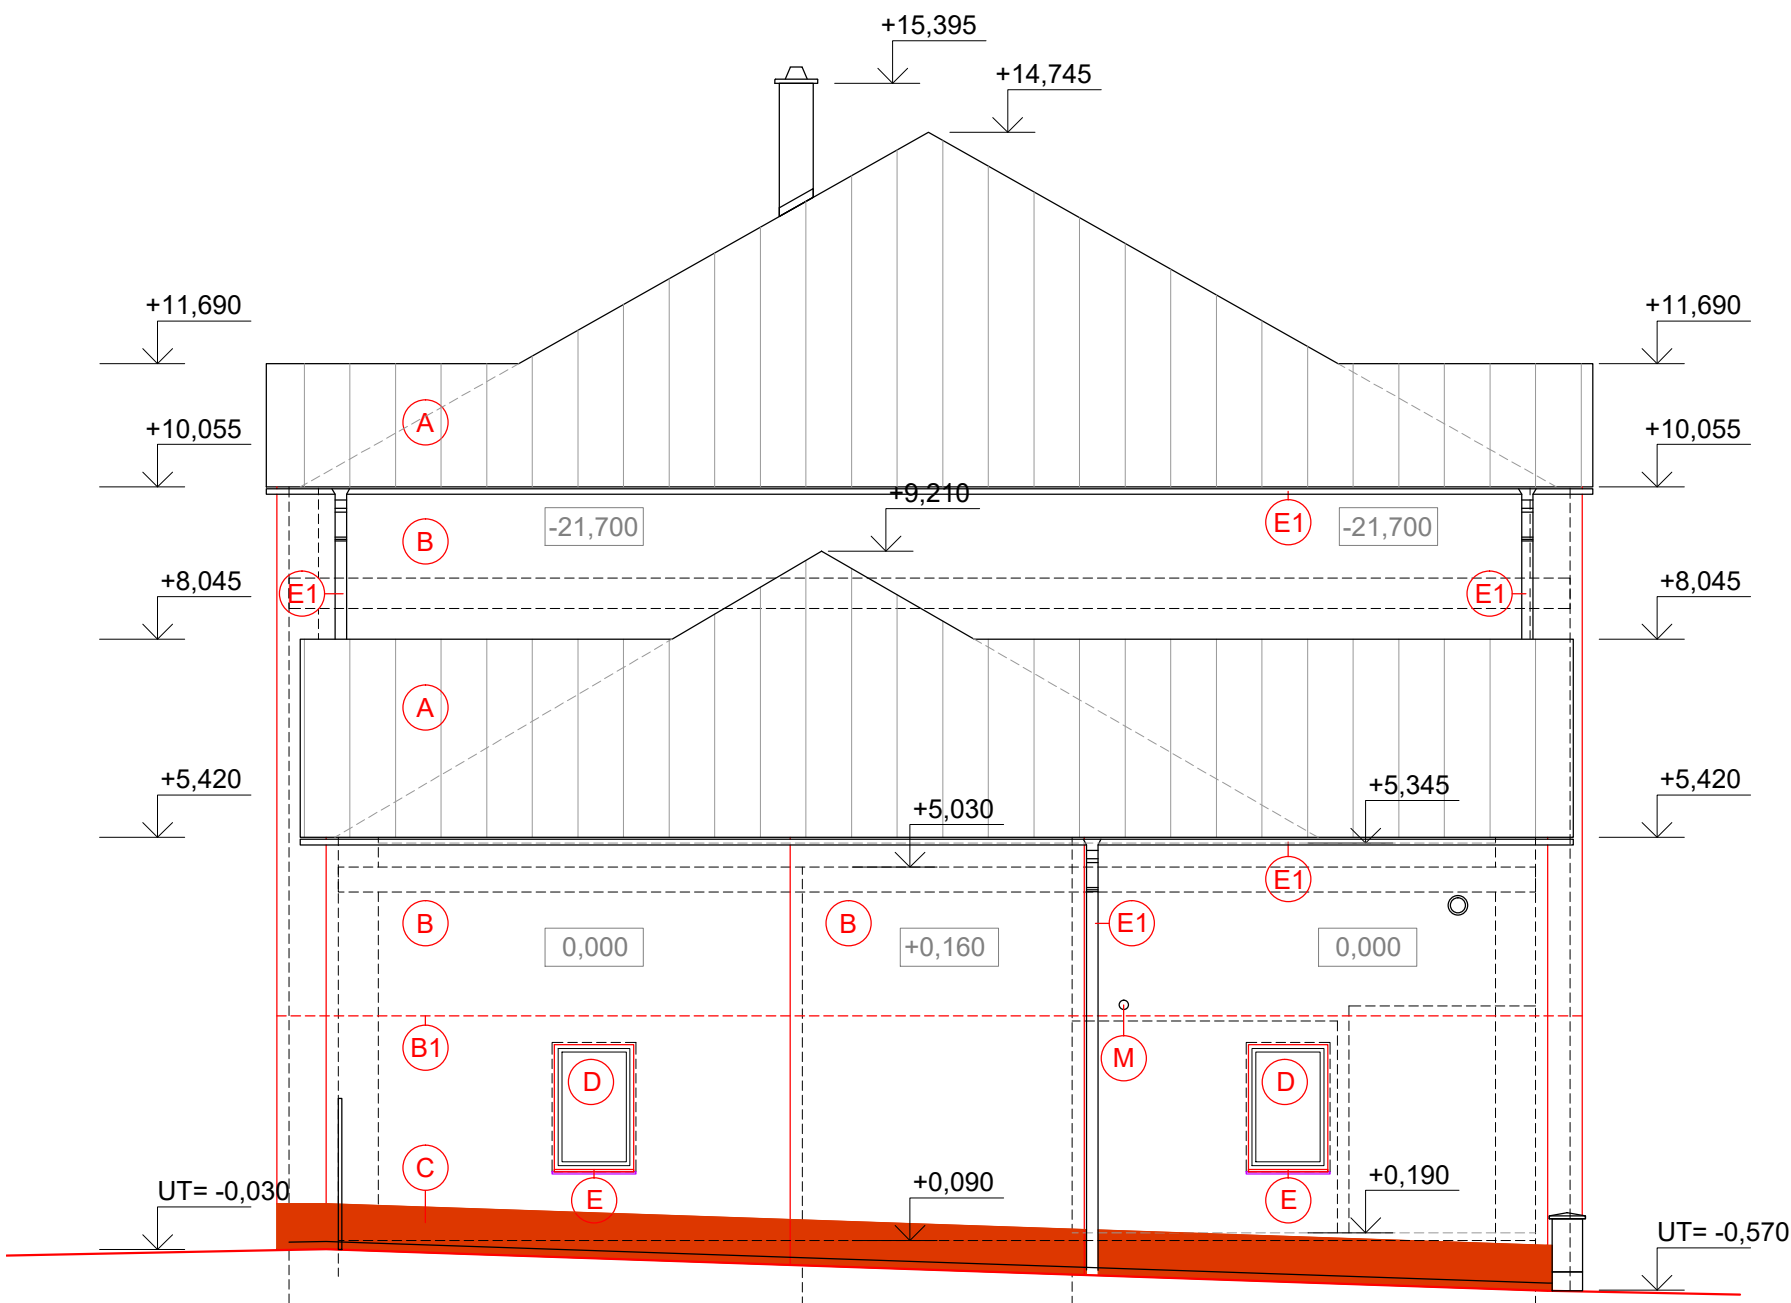 +15,395
+14,745
+11,690
+11,690
A
+10,055
+10,055
+9,210
B
-21,700
E1
-21,700
+8,045
E1
E1
+8,045
A
+5,420
+5,030
+5,345
+5,420
E1
B
B
E1
0,000
+0,160
0,000
B1
M
D
D
C
UT= -0,030
E
+0,090
E
+0,190
UT= -0,570